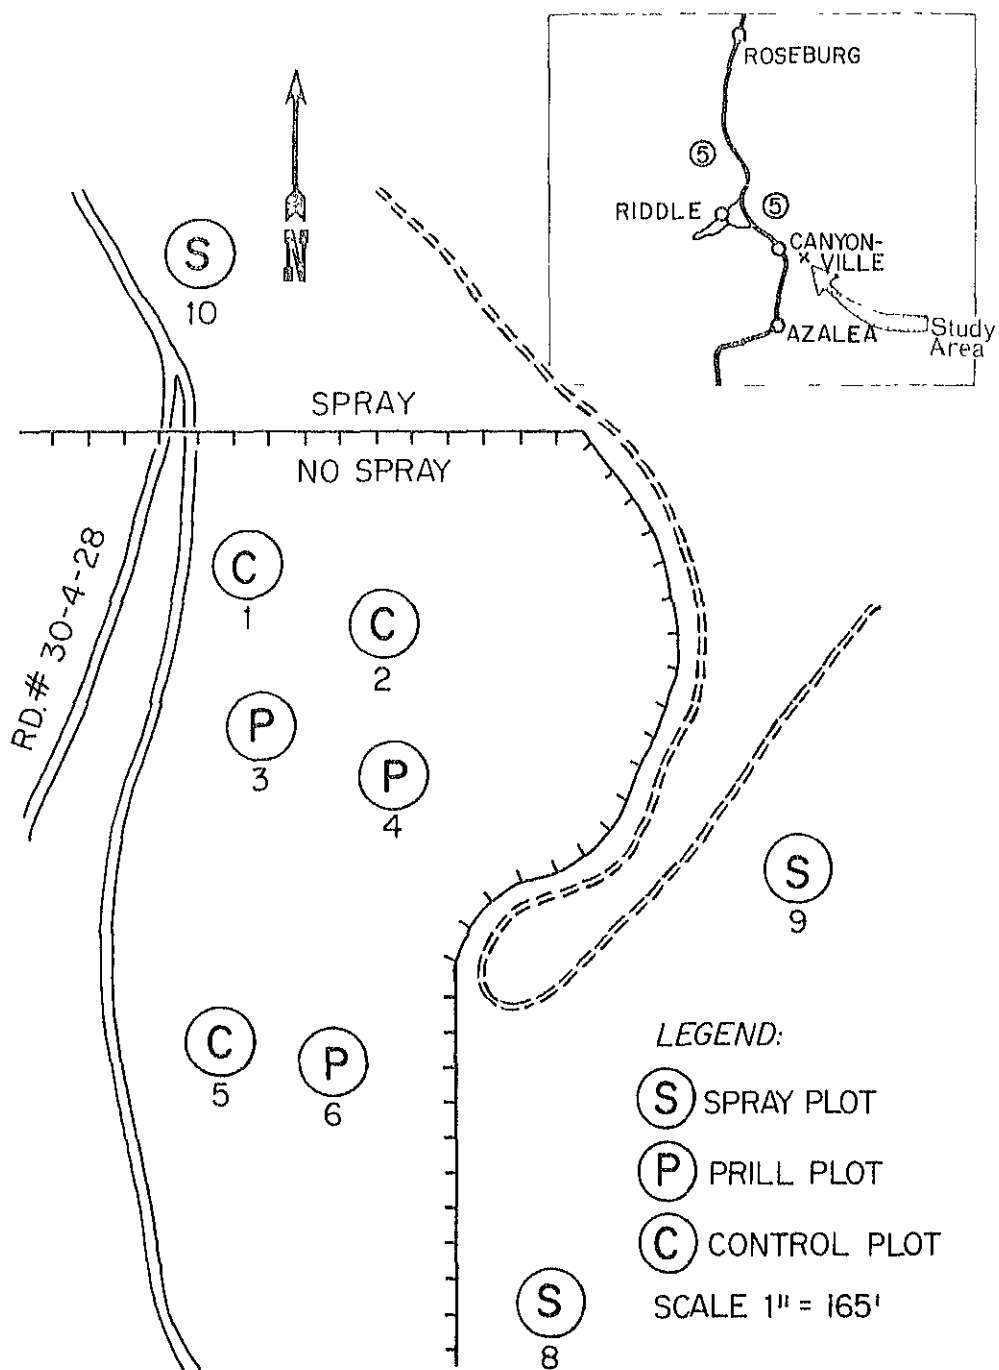 ROSEBURG
5
5
RIDDLE
CANYON-
VILLE
x
AZALEA
Study
Area
N
S
10
SPRAY
NO SPRAY
RD.# 30-4-28
C
1
C
2
P
3
P
4
S
9
C
5
P
6
LEGEND:
S SPRAY PLOT
P PRILL PLOT
C CONTROL PLOT
SCALE 1" = 165'
S
8